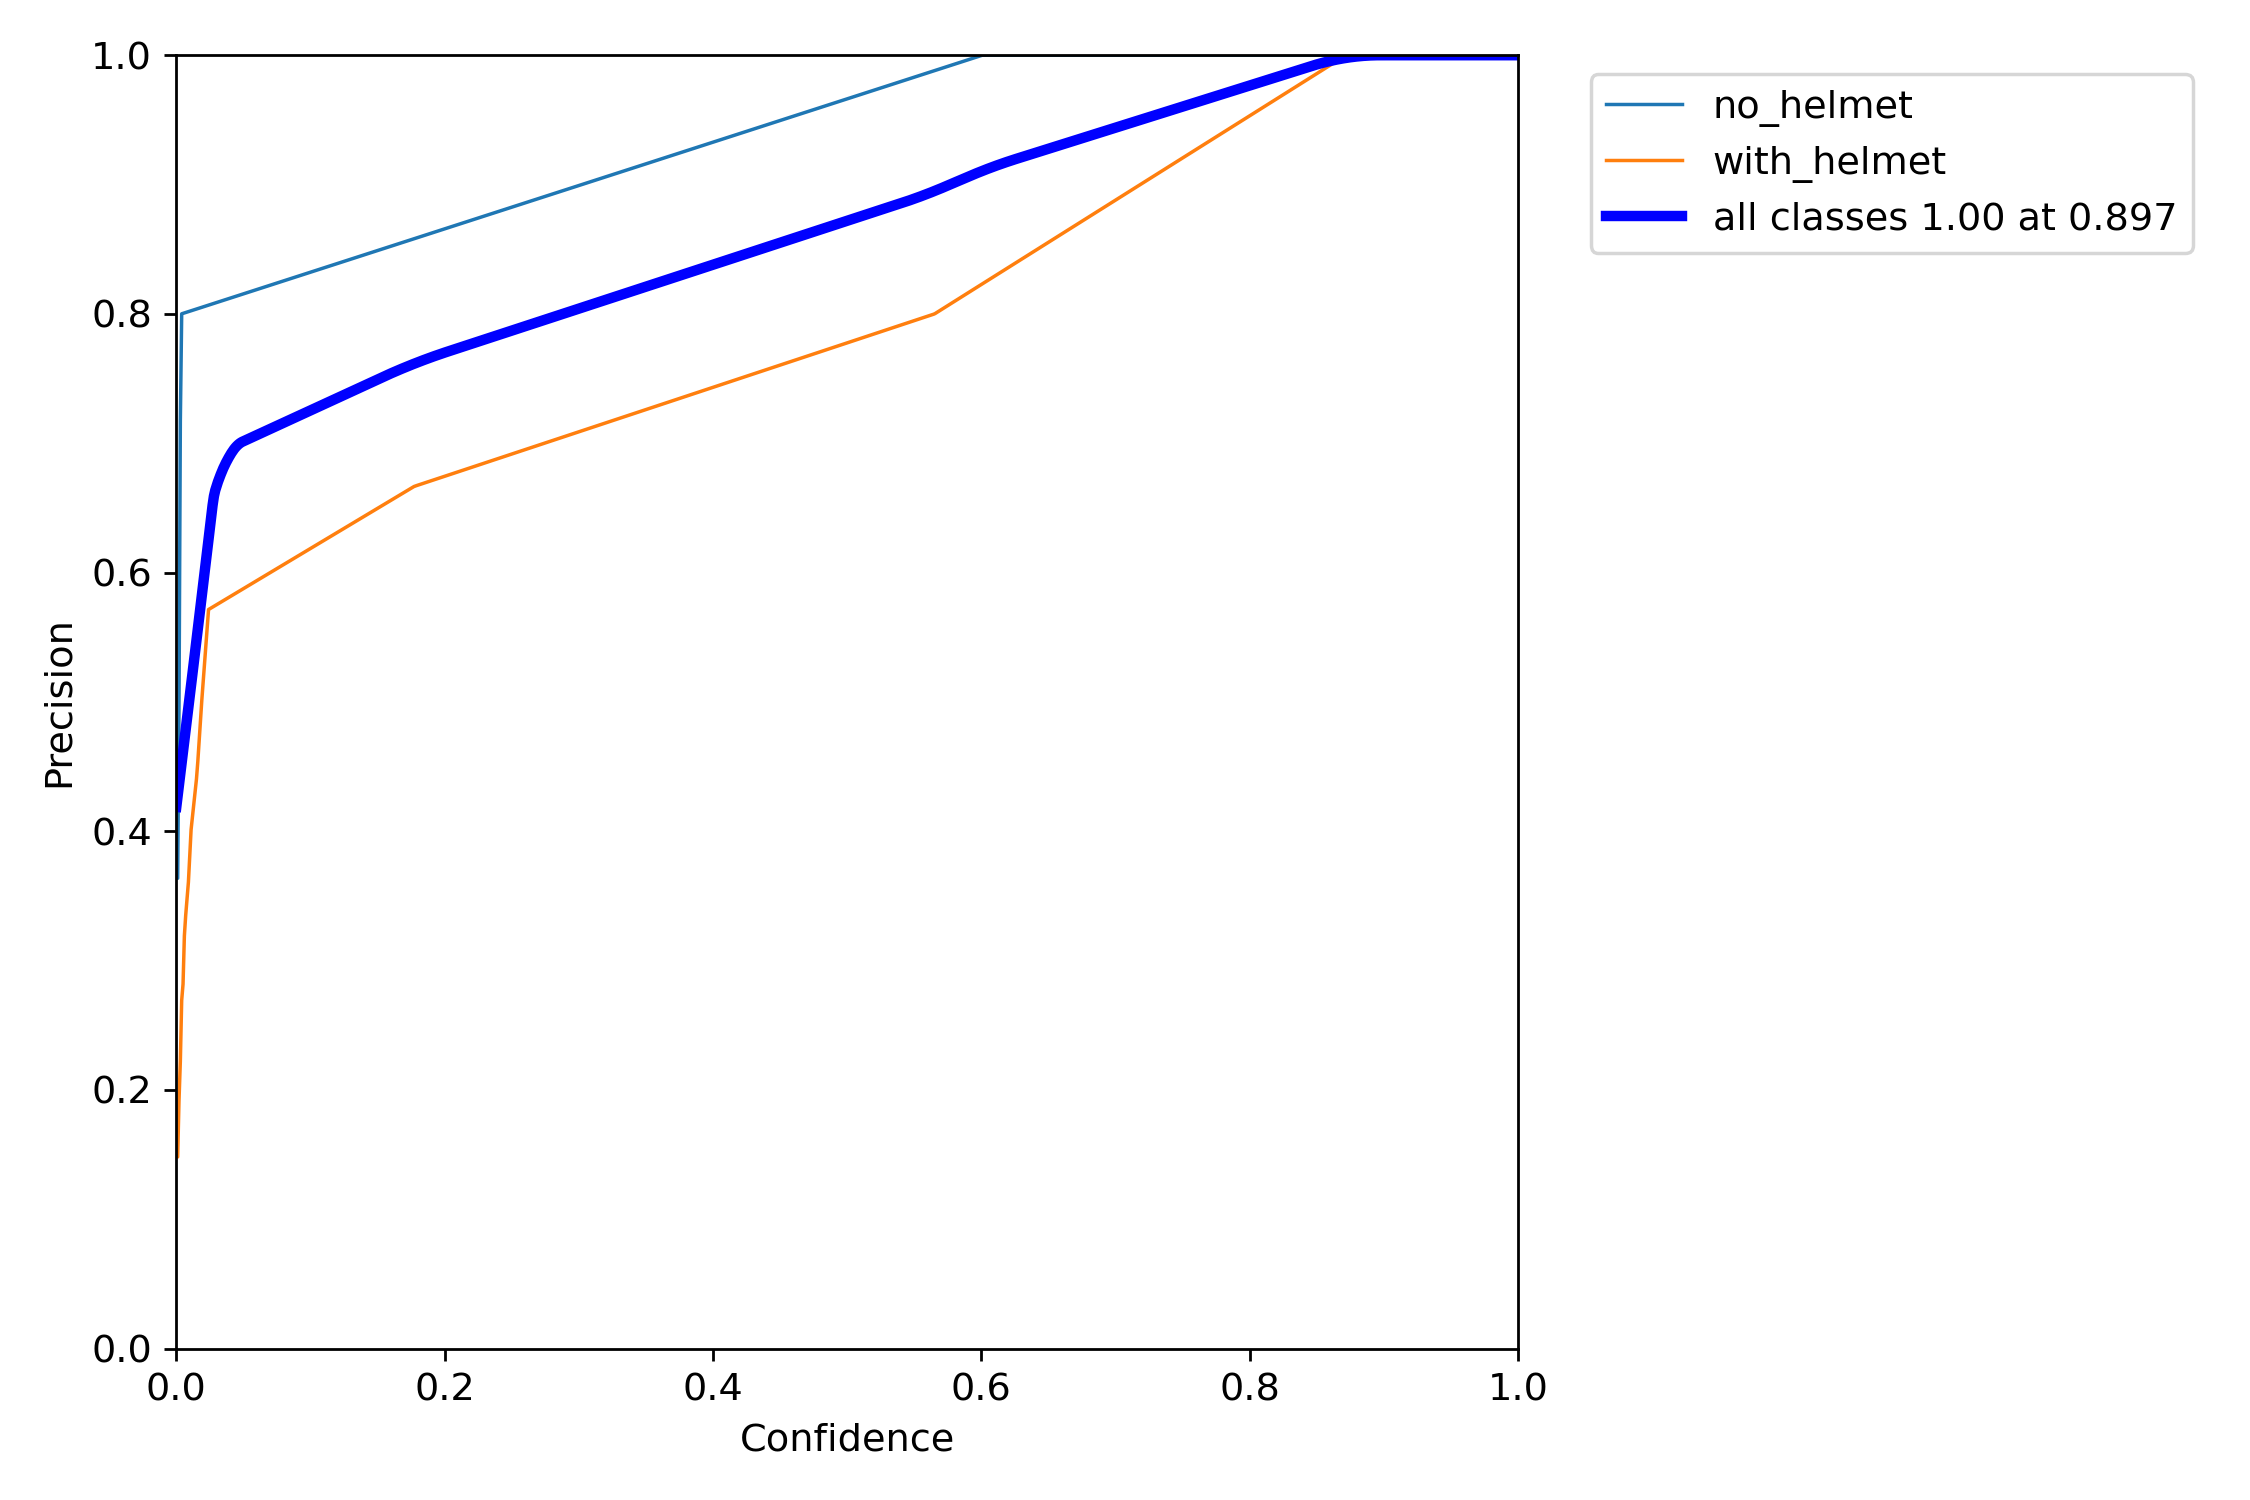 1.0
0.8
0.6
0.4
0.2
0.0
Precision
0.0 0.2 0.4 0.6 0.8 1.0
Confidence
no_helmet
with_helmet
all classes 1.00 at 0.897